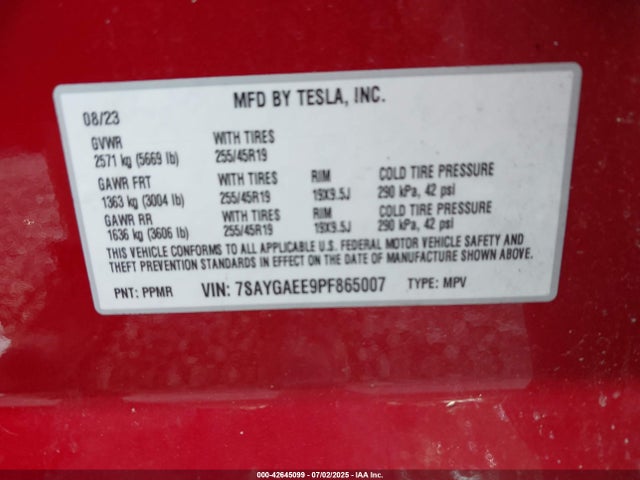 MFD BY TESLA, INC.
08/23
GVWR WITH TIRES
2571 kg (5669 lb) 255/45R19
GAWR FRT WITH TIRES RIM COLD TIRE PRESSURE
1363 kg (3004 lb) 255/45R19 19X9.5J 290 kPa, 42 psi
GAWR RR WITH TIRES RIM COLD TIRE PRESSURE
1636 kg (3606 lb) 255/45R19 19X9.5J 290 kPa, 42 psi
THIS VEHICLE CONFORMS TO ALL APPLICABLE U.S. FEDERAL MOTOR VEHICLE SAFETY AND
THEFT PREVENTION STANDARDS IN EFFECT ON THE DATE OF MANUFACTURE SHOWN ABOVE.
PNT: PPMR VIN: 7SAYGAEE9PF865007 TYPE: MPV
000-42645099 | 07/02/2025 | IAA Inc.